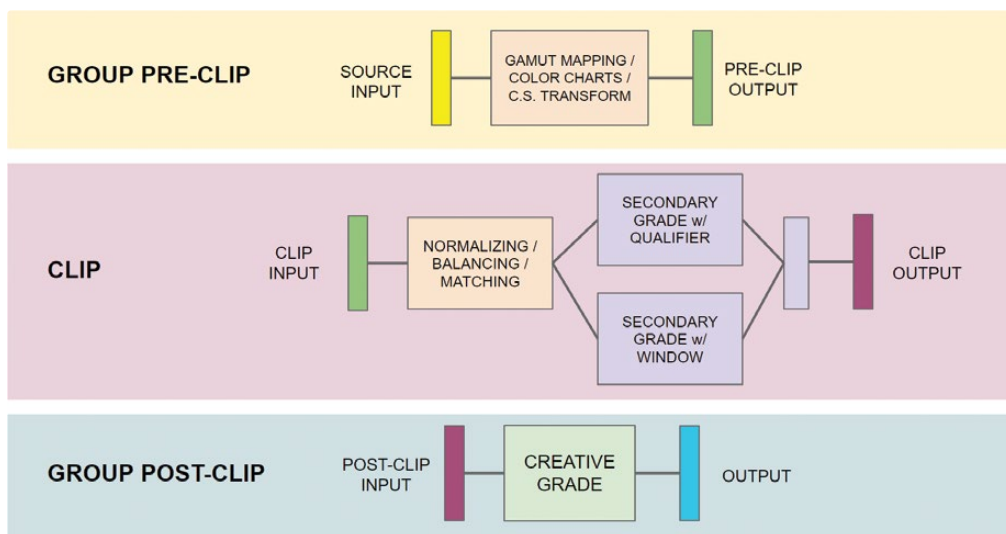 GROUP PRE-CLIP
SOURCE
INPUT
GAMUT MAPPING /
COLOR CHARTS /
C.S. TRANSFORM
PRE-CLIP
OUTPUT
CLIP
CLIP
INPUT
NORMALIZING /
BALANCING /
MATCHING
SECONDARY
GRADE w/
QUALIFIER
SECONDARY
GRADE w/
WINDOW
CLIP
OUTPUT
GROUP POST-CLIP
POST-CLIP
INPUT
CREATIVE
GRADE
OUTPUT